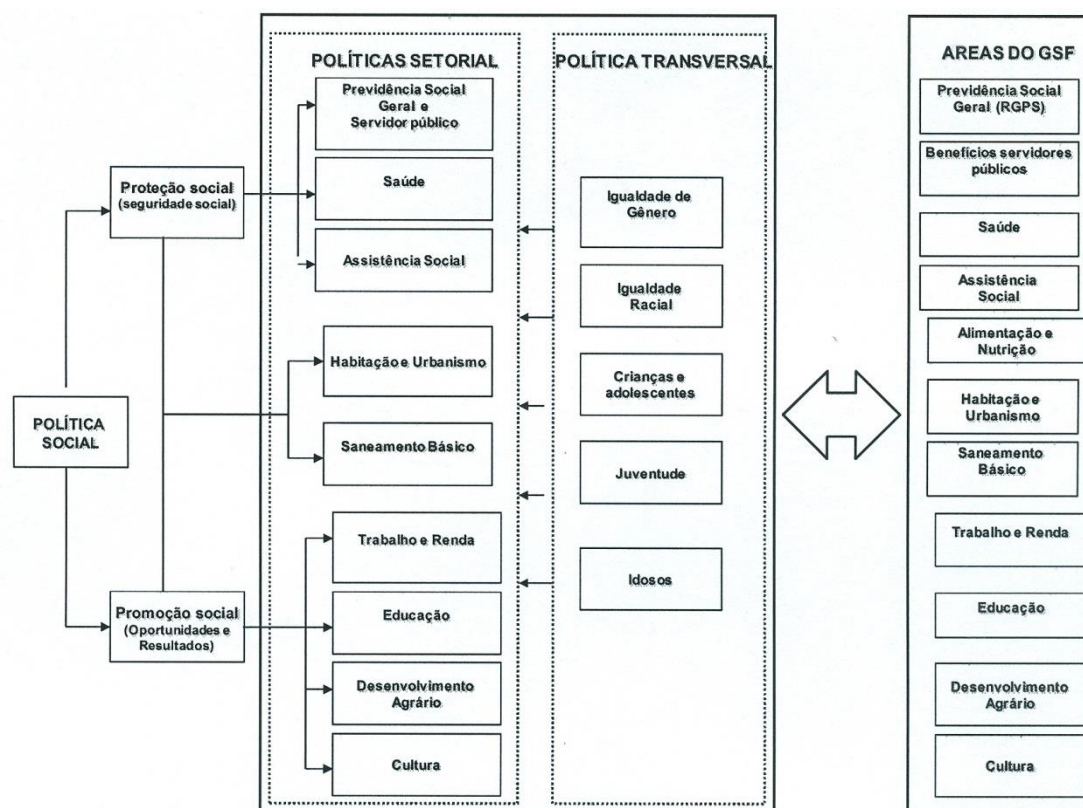 POLÍTICA
SOCIAL
Proteção social
(seguridade social)
Promoção social
(Oportunidades e
Resultados)
POLÍTICAS SETORIAL
Previdência Social
Geral e
Servidor público
Saúde
Assistência Social
Habitação e Urbanismo
Saneamento Básico
Trabalho e Renda
Educação
Desenvolvimento
Agrário
Cultura
POLÍTICA TRANSVERSAL
Igualdade de
Gênero
Igualdade
Racial
Crianças e
adolescentes
Juventude
Idosos
AREAS DO GSF
Previdência Social
Geral (RGPS)
Benefícios servidores
públicos
Saúde
Assistência
Social
Alimentação e
Nutrição
Habitação e
Urbanismo
Saneamento
Básico
Trabalho e Renda
Educação
Desenvolvimento
Agrário
Cultura